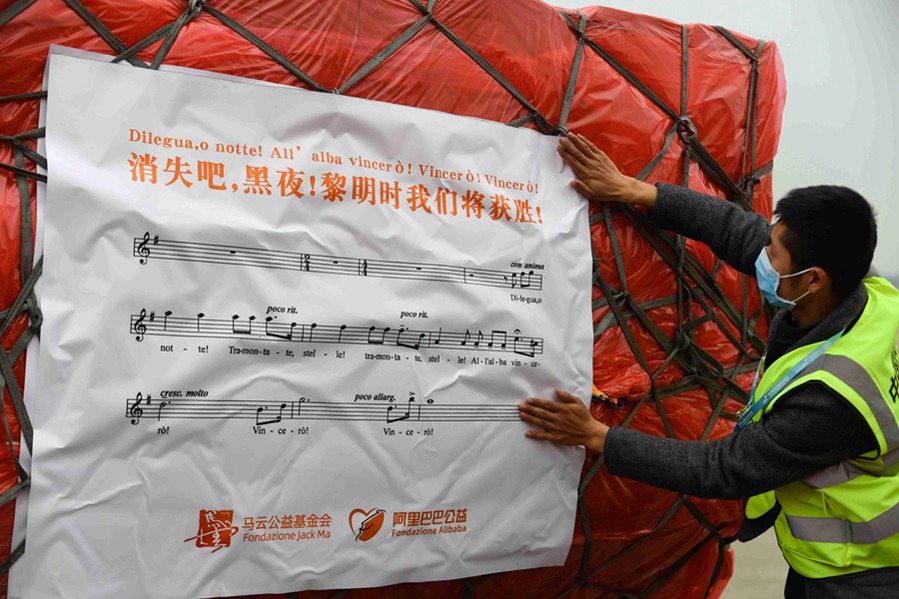 Dilegua,o notte! All' alba vincerò! Vincerò! Vincerò!
消失吧,黑夜!黎明时我们将获胜!
con anima
Di-le-gua,o
poco rit.
poco rit.
not - te! Tra-mon-ta - te, stel - le! tra-mon-ta - te, stel - le! Al-l'al-ba vin-ce-
cresc. molto
poco allarg.
rò! Vin - ce - rò! Vin - ce - rò!
马云公益基金会
Fondazione Jack Ma
阿里巴巴公益
Fondazione Alibaba